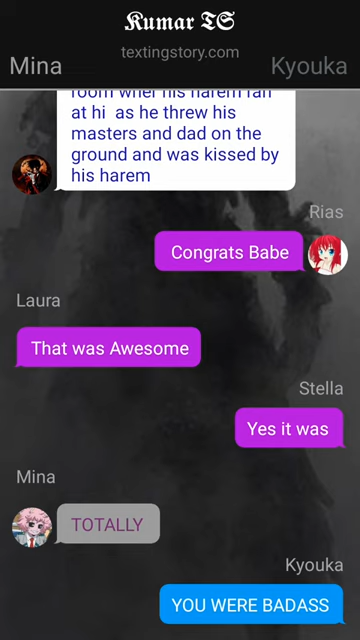 Kumar TS
textingstory.com
Mina
Kyouka
room wher his harem ran
at hi as he threw his
masters and dad on the
ground and was kissed by
his harem
Rias
Congrats Babe
Laura
That was Awesome
Stella
Yes it was
Mina
TOTALLY
Kyouka
YOU WERE BADASS